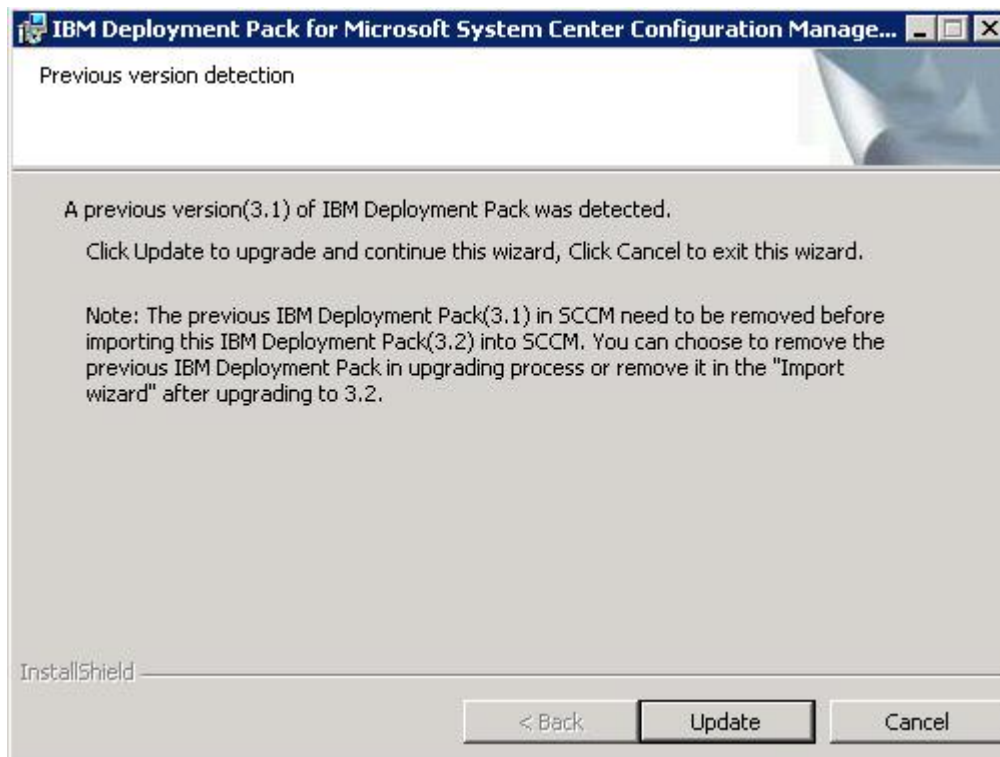 IBM Deployment Pack for Microsoft System Center Configuration Manage...
Previous version detection
A previous version(3.1) of IBM Deployment Pack was detected.
Click Update to upgrade and continue this wizard, Click Cancel to exit this wizard.
Note: The previous IBM Deployment Pack(3.1) in SCCM need to be removed before
importing this IBM Deployment Pack(3.2) into SCCM. You can choose to remove the
previous IBM Deployment Pack in upgrading process or remove it in the "Import
wizard" after upgrading to 3.2.
InstallShield
< Back
Update
Cancel